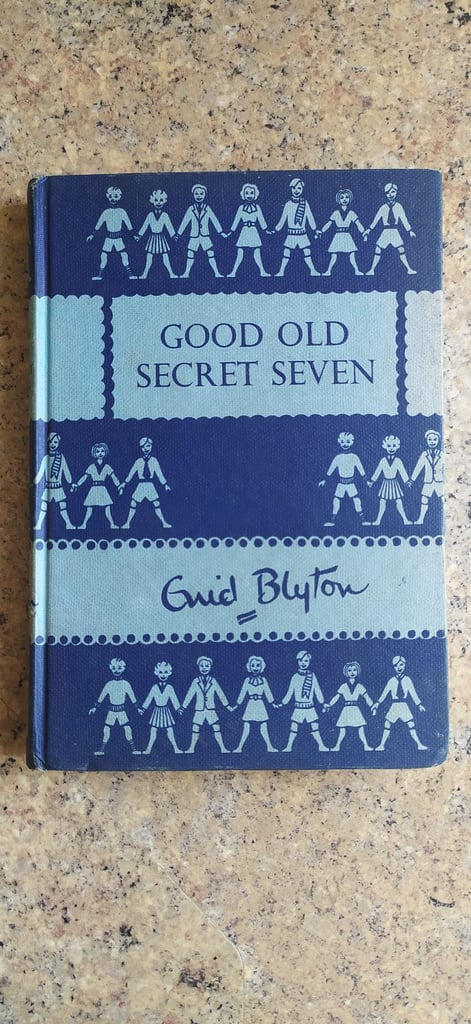 GOOD OLD
SECRET SEVEN
Enid Blyton